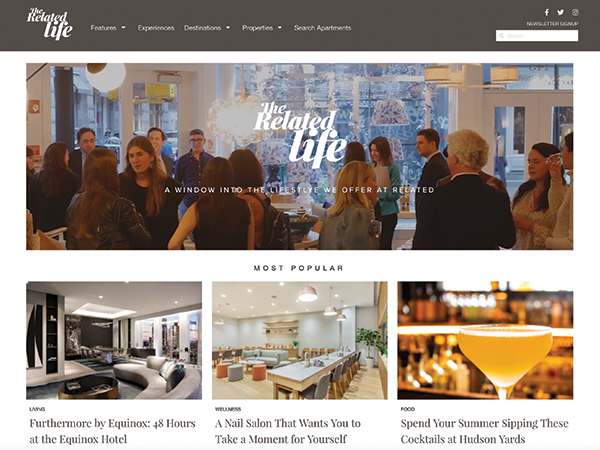 The Related life
Features Experiences Destinations Properties Search Apartments
NEWSLETTER SIGNUP
Search
The
Related
life
A WINDOW INTO THE LIFESTLYE WE OFFER AT RELATED
MOST POPULAR
LIVING
Furthermore by Equinox: 48 Hours
at the Equinox Hotel
WELLNESS
A Nail Salon That Wants You to
Take a Moment for Yourself
FOOD
Spend Your Summer Sipping These
Cocktails at Hudson Yards